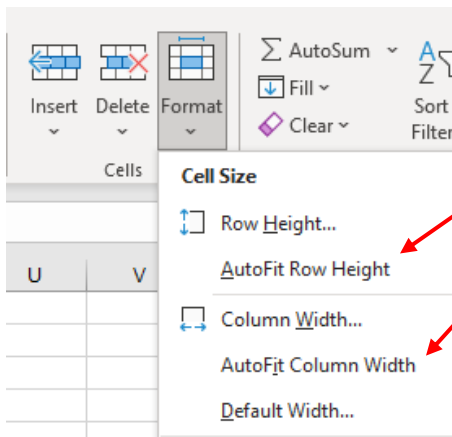 Insert Delete Format
AutoSum
Fill
Clear
A
Z
Sort
Filter
Cells
Cell Size
Row Height...
AutoFit Row Height
Column Width...
AutoFit Column Width
Default Width...
U V